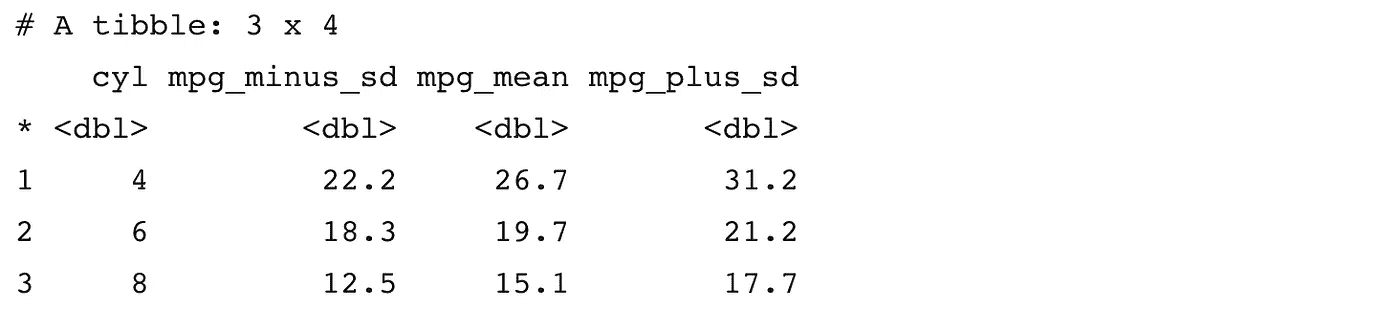 # A tibble: 3 x 4
cyl mpg_minus_sd mpg_mean mpg_plus_sd
* <dbl> <dbl> <dbl> <dbl>
1 4 22.2 26.7 31.2
2 6 18.3 19.7 21.2
3 8 12.5 15.1 17.7